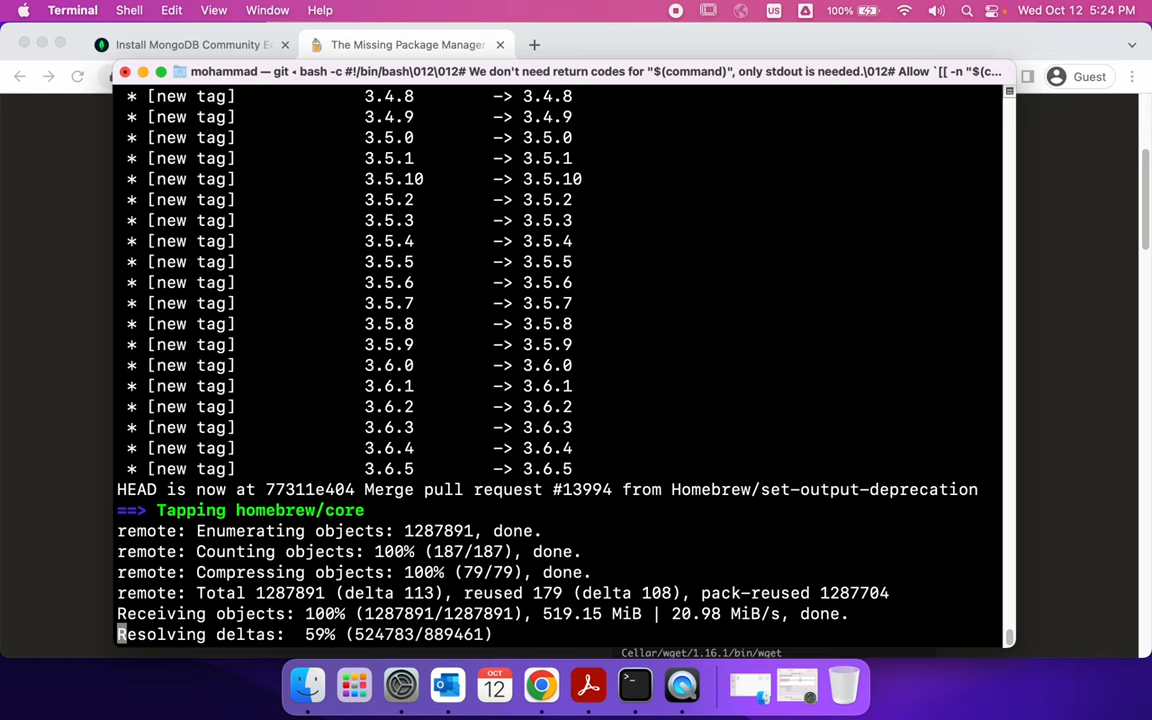 Terminal Shell Edit View Window Help US 100% Wed Oct 12 5:24 PM
Install MongoDB Community E
The Missing Package Manager
Guest
mohammad — git ◂ bash -c #!/bin/bash\012\012# We don't need return codes for "$(command)", only stdout is needed.\012# Allow `[[ -n "$(c...
* [new tag] 3.4.8 -> 3.4.8
* [new tag] 3.4.9 -> 3.4.9
* [new tag] 3.5.0 -> 3.5.0
* [new tag] 3.5.1 -> 3.5.1
* [new tag] 3.5.10 -> 3.5.10
* [new tag] 3.5.2 -> 3.5.2
* [new tag] 3.5.3 -> 3.5.3
* [new tag] 3.5.4 -> 3.5.4
* [new tag] 3.5.5 -> 3.5.5
* [new tag] 3.5.6 -> 3.5.6
* [new tag] 3.5.7 -> 3.5.7
* [new tag] 3.5.8 -> 3.5.8
* [new tag] 3.5.9 -> 3.5.9
* [new tag] 3.6.0 -> 3.6.0
* [new tag] 3.6.1 -> 3.6.1
* [new tag] 3.6.2 -> 3.6.2
* [new tag] 3.6.3 -> 3.6.3
* [new tag] 3.6.4 -> 3.6.4
* [new tag] 3.6.5 -> 3.6.5
HEAD is now at 77311e404 Merge pull request #13994 from Homebrew/set-output-deprecation
==> Tapping homebrew/core
remote: Enumerating objects: 1287891, done.
remote: Counting objects: 100% (187/187), done.
remote: Compressing objects: 100% (79/79), done.
remote: Total 1287891 (delta 113), reused 179 (delta 108), pack-reused 1287704
Receiving objects: 100% (1287891/1287891), 519.15 MiB | 20.98 MiB/s, done.
Resolving deltas: 59% (524783/889461)
Cellar/wget/1.16.1/bin/wget
OCT
12